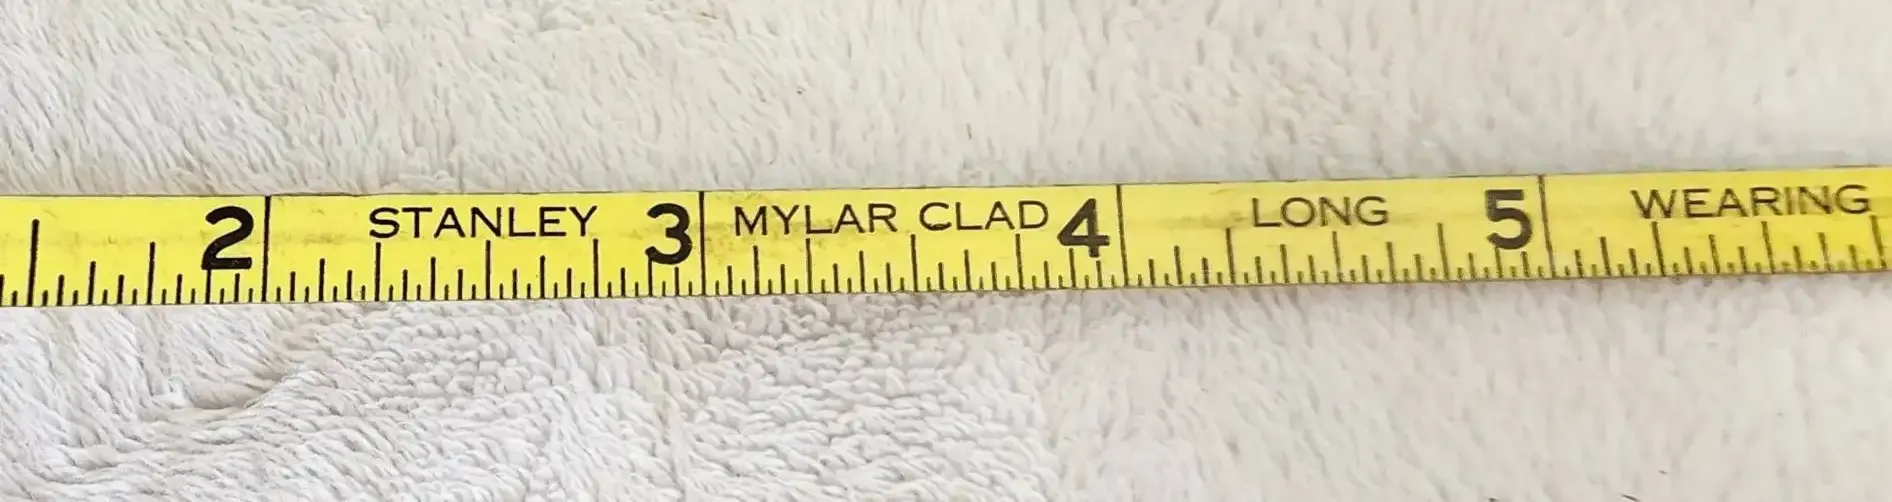 2 STANLEY 3 MYLAR CLAD 4 LONG 5 WEARING